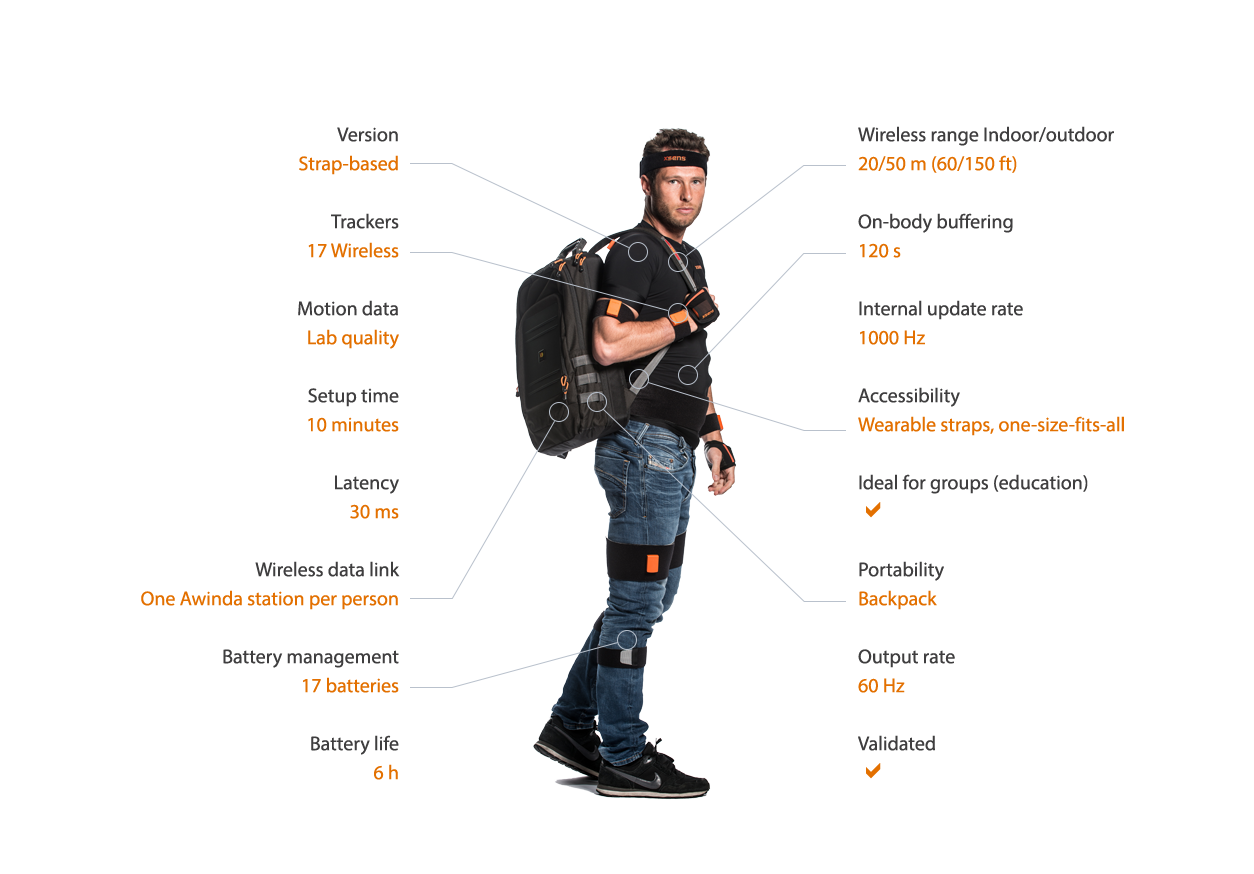 Version
Strap-based
Trackers
17 Wireless
Motion data
Lab quality
Setup time
10 minutes
Latency
30 ms
Wireless data link
One Awinda station per person
Battery management
17 batteries
Battery life
6 h
xsens
Wireless range Indoor/outdoor
20/50 m (60/150 ft)
On-body buffering
120 s
Internal update rate
1000 Hz
Accessibility
Wearable straps, one-size-fits-all
Ideal for groups (education)
Portability
Backpack
Output rate
60 Hz
Validated